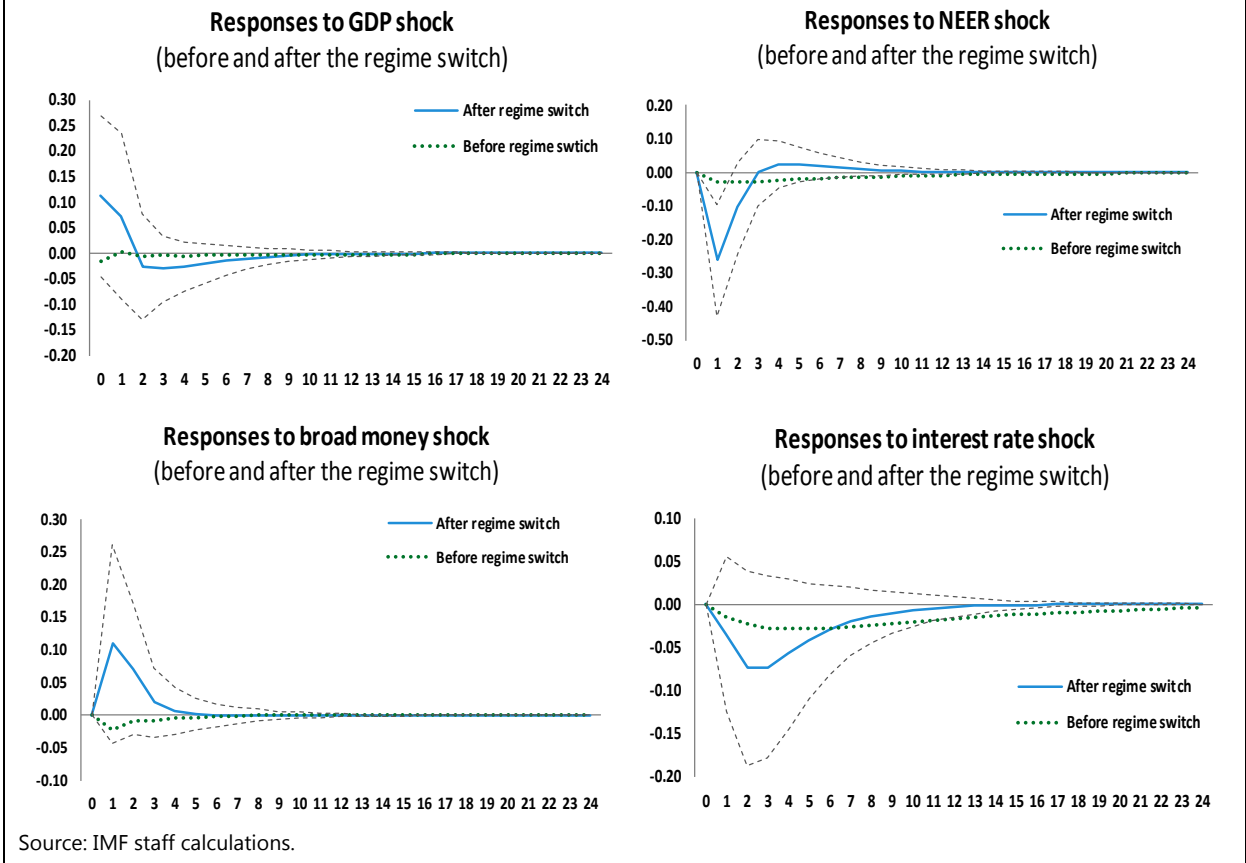 Responses to GDP shock
(before and after the regime switch)
0.30
0.25
0.20
0.15
0.10
0.05
0.00
-0.05
-0.10
-0.15
-0.20
After regime switch
Before regime swtich
0 1 2 3 4 5 6 7 8 9 10 11 12 13 14 15 16 17 18 19 20 21 22 23 24
Responses to NEER shock
(before and after the regime switch)
0.20
0.10
0.00
-0.10
-0.20
-0.30
-0.40
-0.50
After regime switch
Before regime switch
0 1 2 3 4 5 6 7 8 9 10 11 12 13 14 15 16 17 18 19 20 21 22 23 24
Responses to broad money shock
(before and after the regime switch)
0.30
0.25
0.20
0.15
0.10
0.05
0.00
-0.05
-0.10
After regime switch
Before regime switch
0 1 2 3 4 5 6 7 8 9 10 11 12 13 14 15 16 17 18 19 20 21 22 23 24
Responses to interest rate shock
(before and after the regime switch)
0.10
0.05
0.00
-0.05
-0.10
-0.15
-0.20
After regime switch
Before regime switch
0 1 2 3 4 5 6 7 8 9 10 11 12 13 14 15 16 17 18 19 20 21 22 23 24
Source: IMF staff calculations.